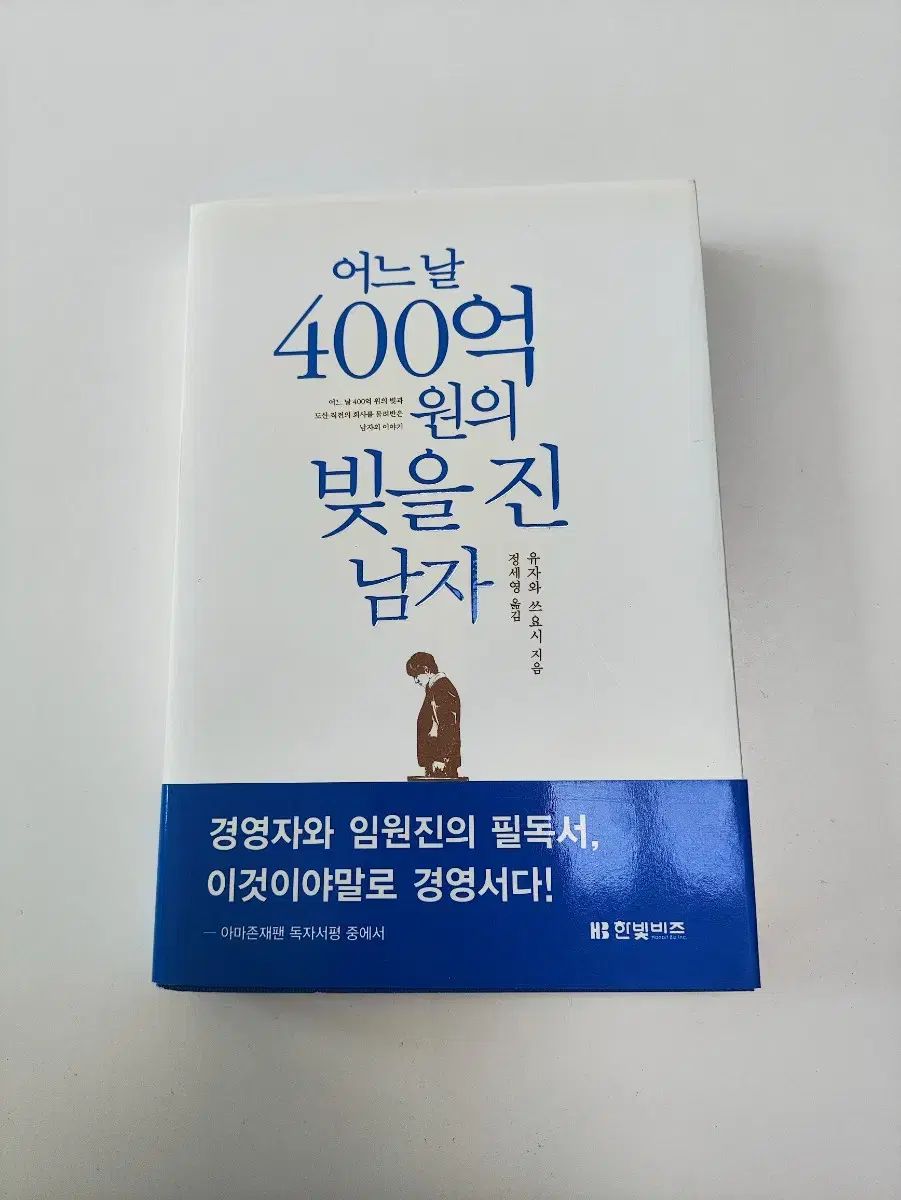 어느 날
400억
원의
빚을 진
남자
어느 날 400억 원의 빚과
도산 직전의 회사를 물려받은
남자의 이야기
유자와 쓰요시 지음
정세영 옮김
경영자와 임원진의 필독서,
이것이야말로 경영서다!
— 아마존재팬 독자서평 중에서
HB 한빛비즈
Hanbit Biz, Inc.